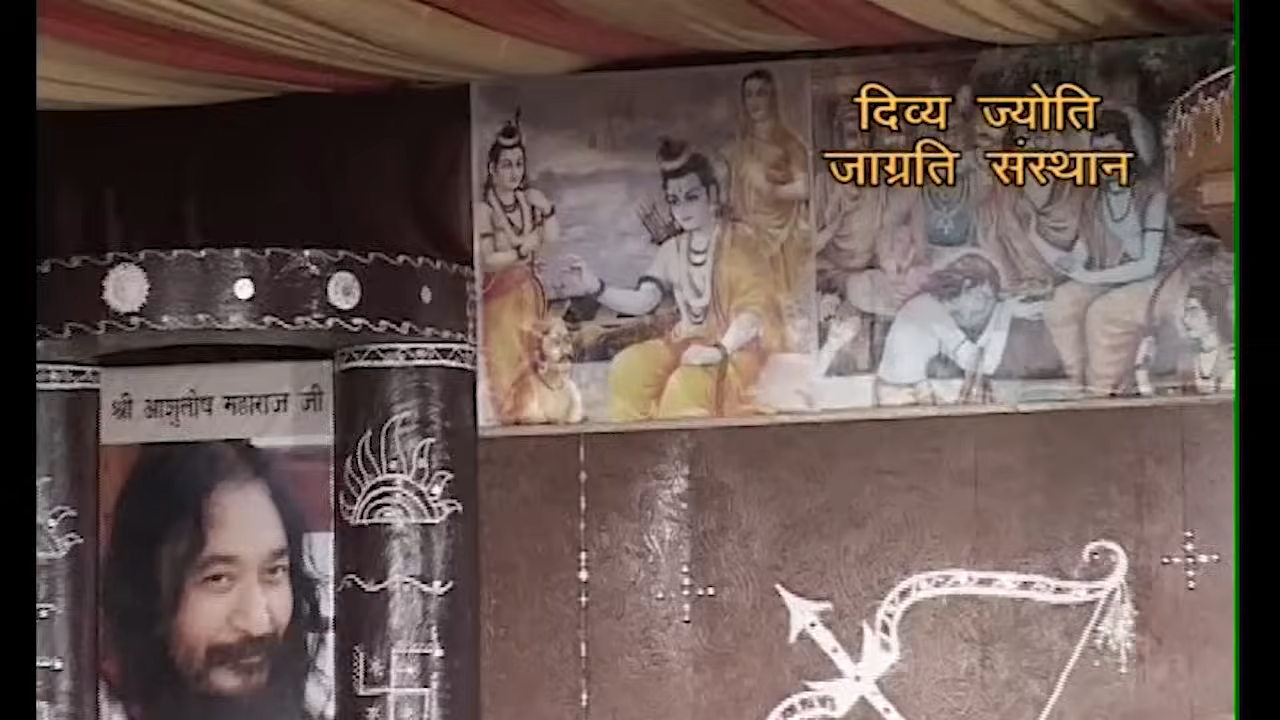 दिव्य ज्योति
जाग्रति संस्थान
श्री आशुतोष महाराज जी